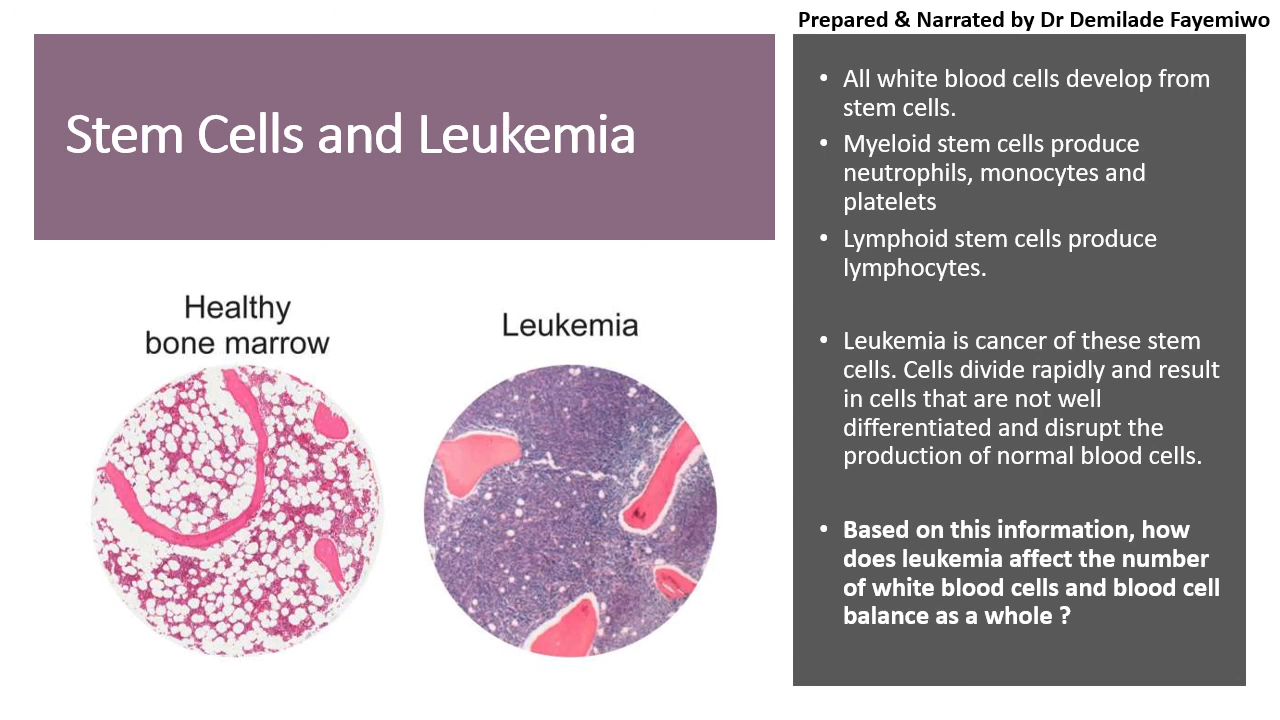 Prepared & Narrated by Dr Demilade Fayemiwo
Stem Cells and Leukemia
Healthy
bone marrow
Leukemia
• All white blood cells develop from
stem cells.
• Myeloid stem cells produce
neutrophils, monocytes and
platelets
• Lymphoid stem cells produce
lymphocytes.
• Leukemia is cancer of these stem
cells. Cells divide rapidly and result
in cells that are not well
differentiated and disrupt the
production of normal blood cells.
• Based on this information, how
does leukemia affect the number
of white blood cells and blood cell
balance as a whole ?